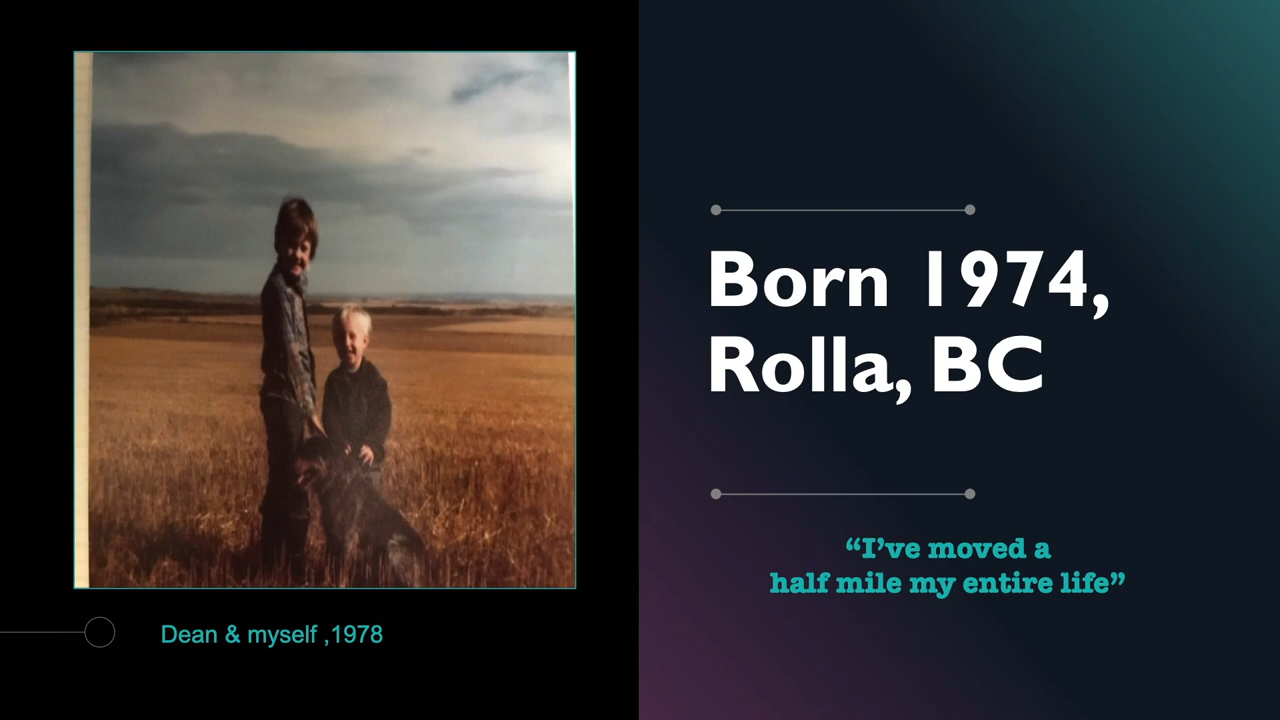 Born 1974,
Rolla, BC
“I’ve moved a
half mile my entire life”
Dean & myself ,1978